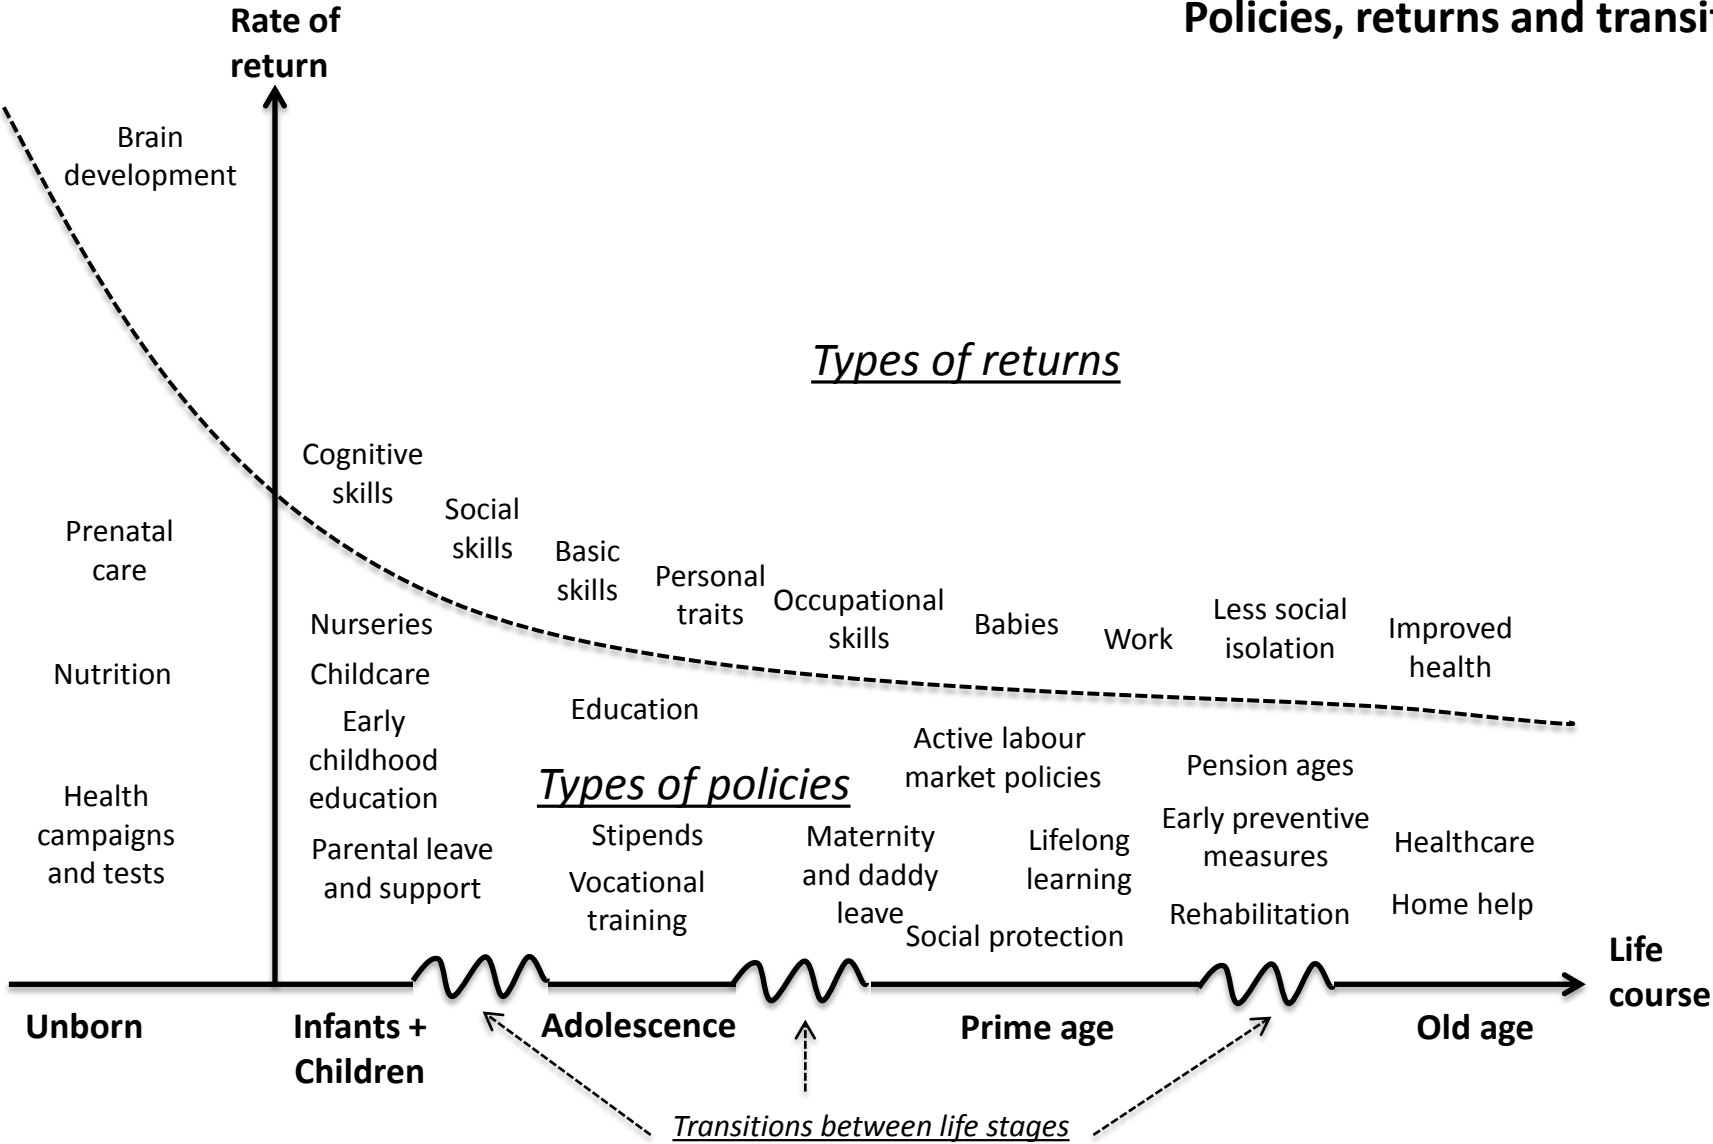 Policies, returns and transit
Rate of
return
Brain
development
Types of returns
Cognitive
skills
Social
skills
Basic
skills
Personal
traits
Occupational
skills
Babies
Work
Less social
isolation
Improved
health
Prenatal
care
Nutrition
Health
campaigns
and tests
Nurseries
Childcare
Early
childhood
education
Parental leave
and support
Education
Types of policies
Stipends
Vocational
training
Maternity
and daddy
leave
Active labour
market policies
Lifelong
learning
Social protection
Pension ages
Early preventive
measures
Rehabilitation
Healthcare
Home help
Life
course
Unborn
Infants +
Children
Adolescence
Prime age
Old age
Transitions between life stages